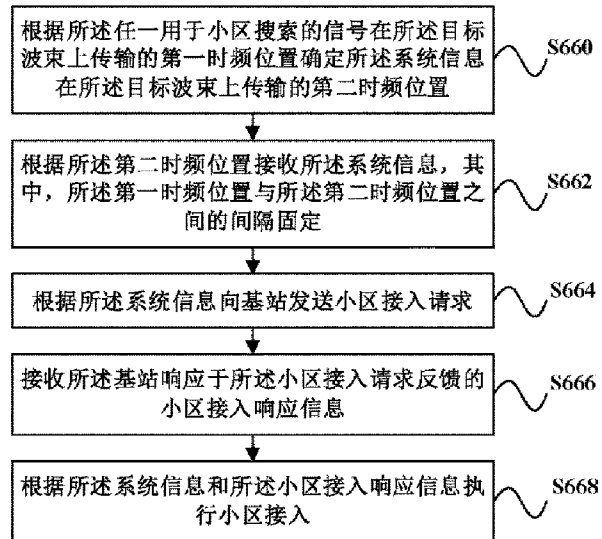 根据所述任一用于小区搜索的信号在所述目标
波束上传输的第一时频位置确定所述系统信息
在所述目标波束上传输的第二时频位置
S660
根据所述第二时频位置接收所述系统信息，其
中，所述第一时频位置与所述第二时频位置之
间的间隔固定
S662
根据所述系统信息向基站发送小区接入请求
S664
接收所述基站响应于所述小区接入请求反馈的
小区接入响应信息
S666
根据所述系统信息和所述小区接入响应信息执
行小区接入
S668